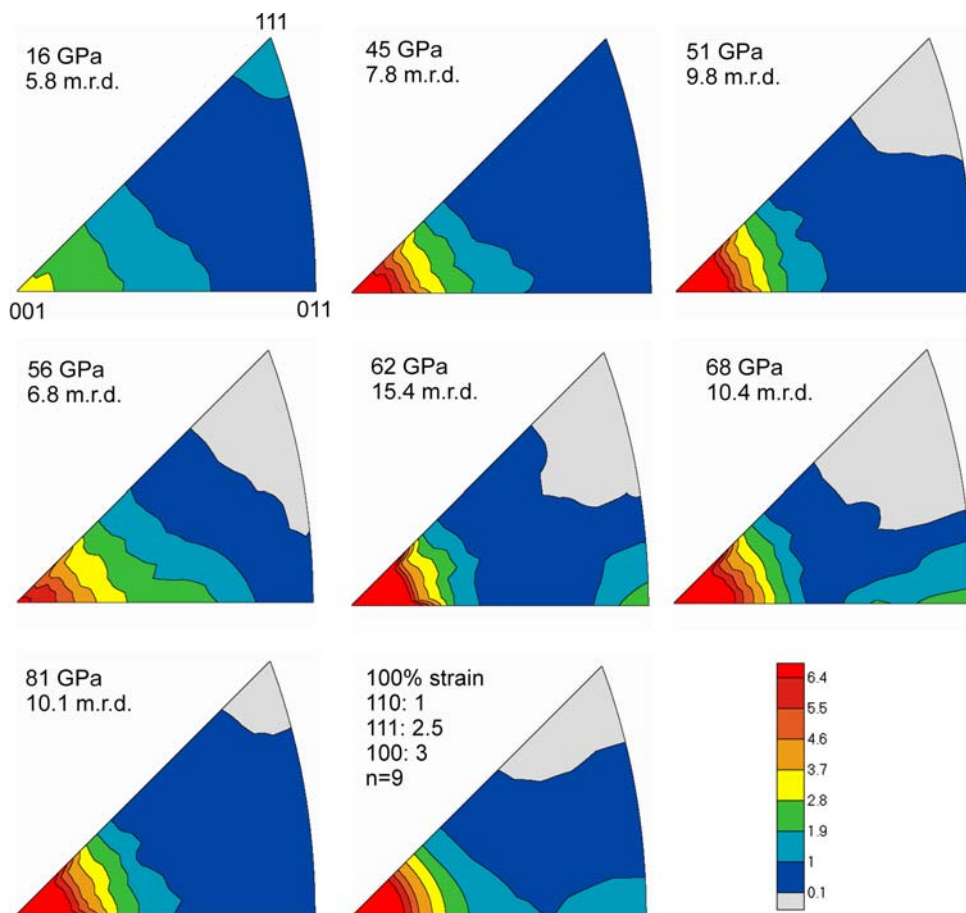 111
16 GPa
5.8 m.r.d.
001
011
45 GPa
7.8 m.r.d.
51 GPa
9.8 m.r.d.
56 GPa
6.8 m.r.d.
62 GPa
15.4 m.r.d.
68 GPa
10.4 m.r.d.
81 GPa
10.1 m.r.d.
100% strain
110: 1
111: 2.5
100: 3
n=9
6.4
5.5
4.6
3.7
2.8
1.9
1
0.1